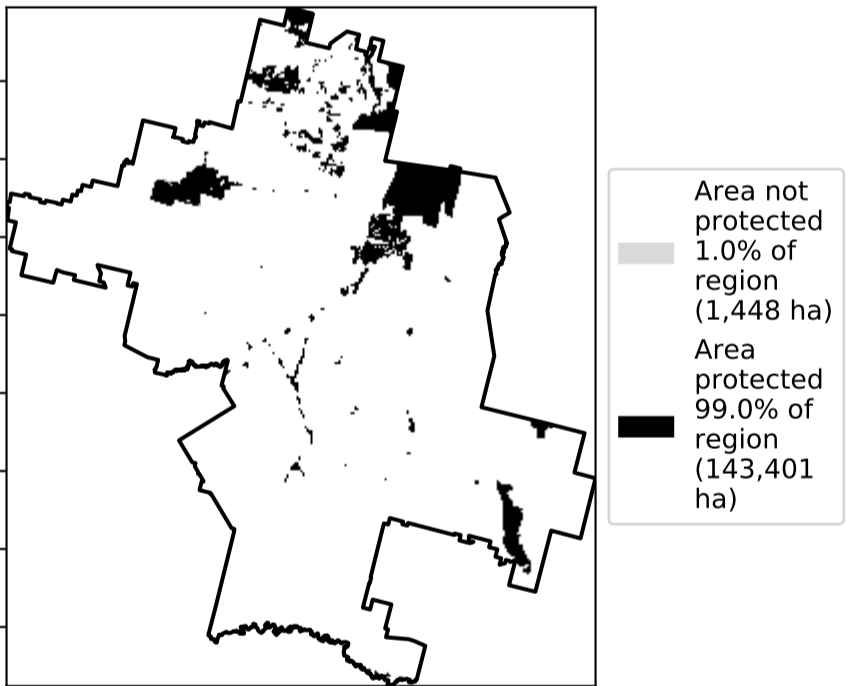 Area not
protected
1.0% of
region
(1,448 ha)
Area
protected
99.0% of
region
(143,401
ha)